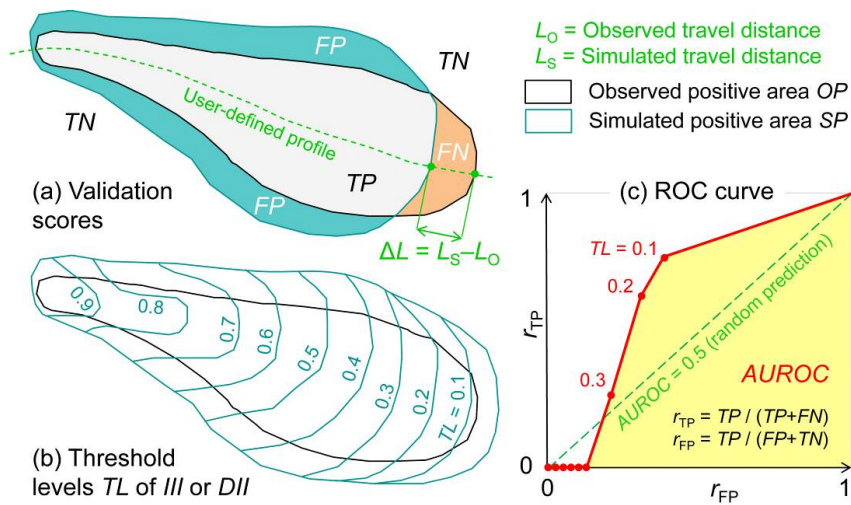 FP
TN
L_O = Observed travel distance
L_S = Simulated travel distance
Observed positive area OP
Simulated positive area SP
TN
User-defined profile
FN
TP
FP
(a) Validation
scores
ΔL = L_S–L_O
(c) ROC curve
1
TL = 0.1
0.2
0.3
r_TP
AUROC = 0.5 (random prediction)
AUROC
r_TP = TP / (TP+FN)
r_FP = TP / (FP+TN)
0
0
r_FP
1
0.9
0.8
0.7
0.6
0.5
0.4
0.3
0.2
TL = 0.1
(b) Threshold
levels TL of III or DII